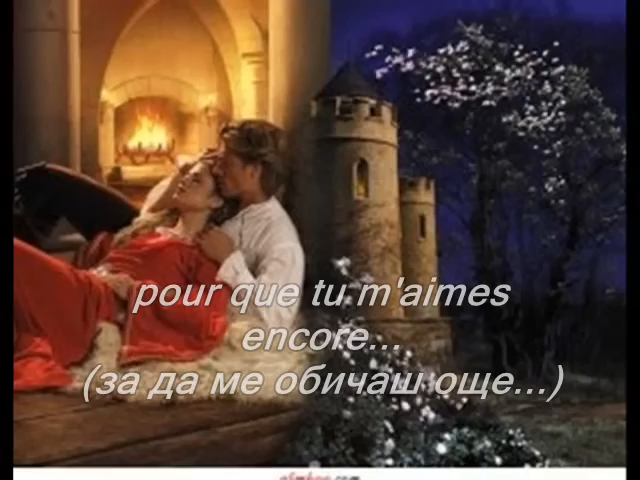 pour que tu m'aimes
encore...
(за да ме обичаш още...)